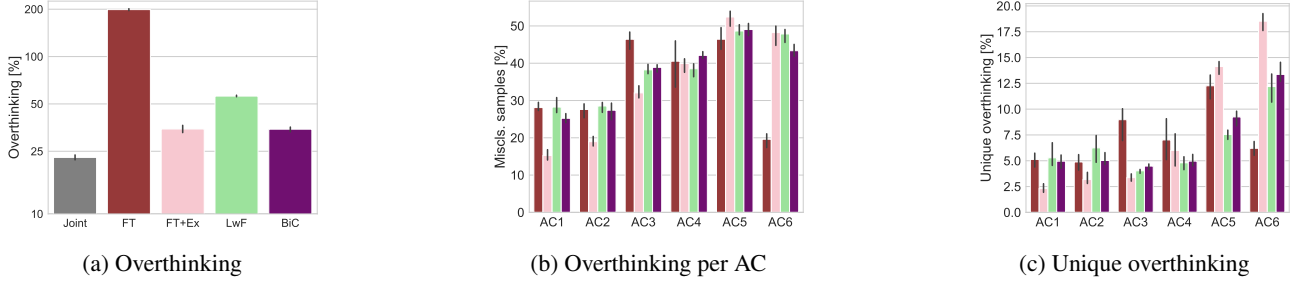 Overthinking [%]
200
100
50
25
10
Joint
FT
FT+Ex
LwF
BiC
(a) Overthinking
Miscls. samples [%]
50
40
30
20
10
0
AC1
AC2
AC3
AC4
AC5
AC6
(b) Overthinking per AC
Unique overthinking [%]
20.0
17.5
15.0
12.5
10.0
7.5
5.0
2.5
0.0
AC1
AC2
AC3
AC4
AC5
AC6
(c) Unique overthinking